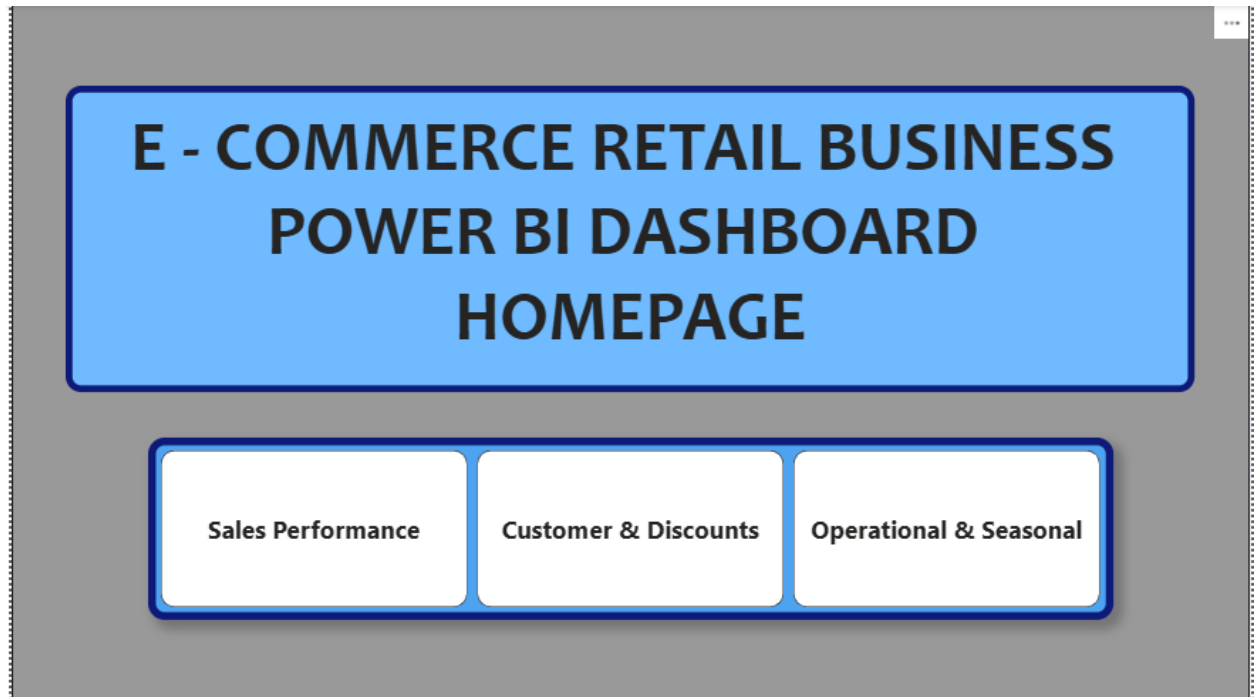 E - COMMERCE RETAIL BUSINESS
POWER BI DASHBOARD
HOMEPAGE
Sales Performance
Customer & Discounts
Operational & Seasonal